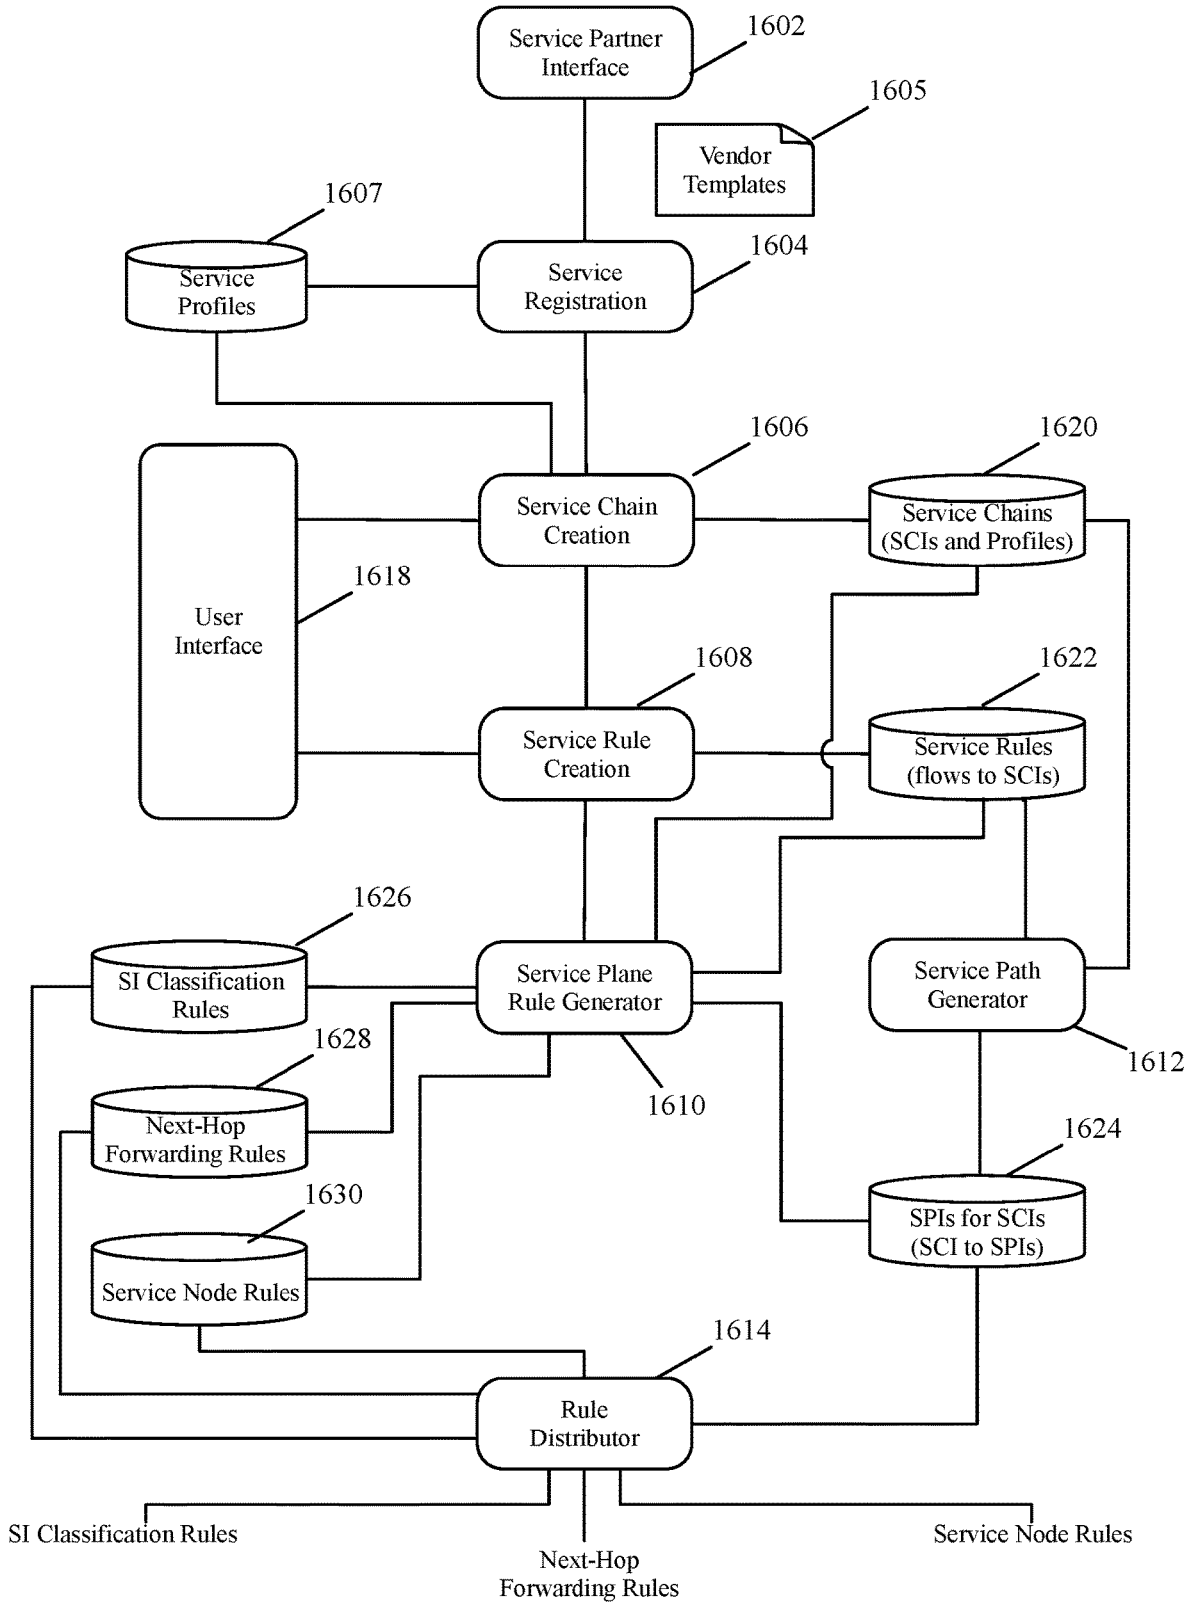 1602
Service Partner
Interface
1605
Vendor
Templates
1607
Service
Profiles
1604
Service
Registration
1606
Service Chain
Creation
1620
Service Chains
(SCIs and Profiles)
1618
User
Interface
1608
Service Rule
Creation
1622
Service Rules
(flows to SCIs)
1626
SI Classification
Rules
Service Plane
Rule Generator
1610
Service Path
Generator
1612
1628
Next-Hop
Forwarding Rules
1624
SPIs for SCIs
(SCI to SPIs)
1630
Service Node Rules
1614
Rule
Distributor
SI Classification Rules
Next-Hop
Forwarding Rules
Service Node Rules